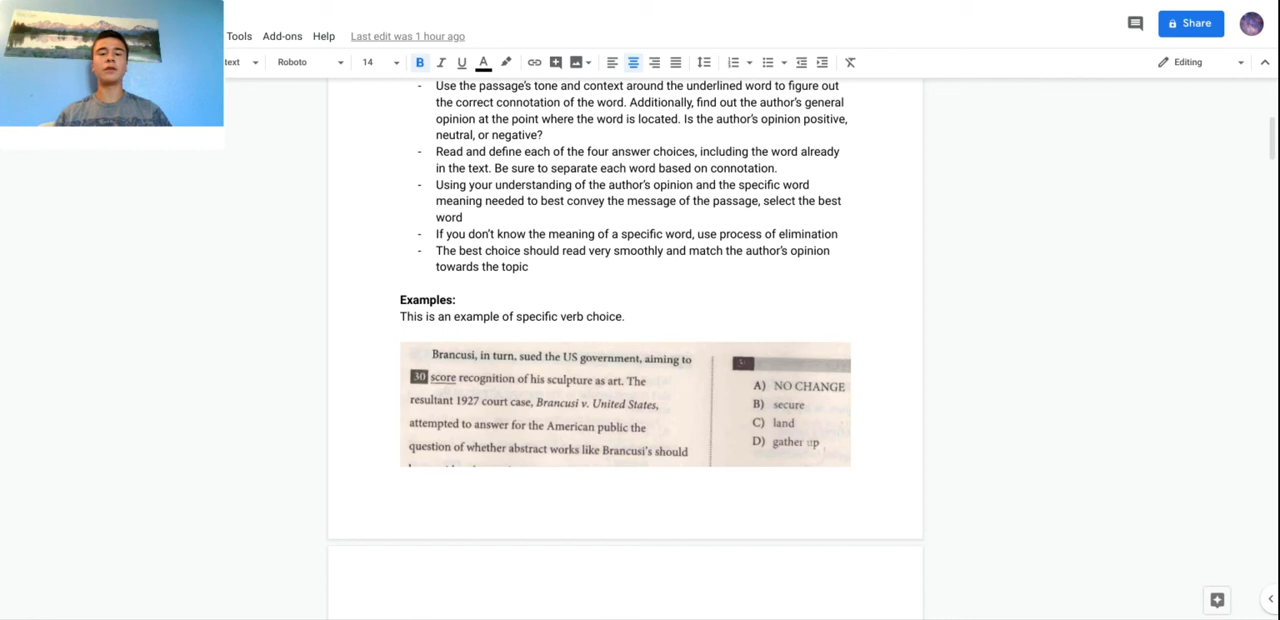 Tools Add-ons Help Last edit was 1 hour ago
Share
text Roboto 14 B I U A Editing
- Use the passage's tone and context around the underlined word to figure out
the correct connotation of the word. Additionally, find out the author's general
opinion at the point where the word is located. Is the author's opinion positive,
neutral, or negative?
- Read and define each of the four answer choices, including the word already
in the text. Be sure to separate each word based on connotation.
- Using your understanding of the author's opinion and the specific word
meaning needed to best convey the message of the passage, select the best
word
- If you don't know the meaning of a specific word, use process of elimination
- The best choice should read very smoothly and match the author's opinion
towards the topic
Examples:
This is an example of specific verb choice.
Brancusi, in turn, sued the US government, aiming to
30 score recognition of his sculpture as art. The
resultant 1927 court case, Brancusi v. United States,
attempted to answer for the American public the
question of whether abstract works like Brancusi's should
A) NO CHANGE
B) secure
C) land
D) gather up